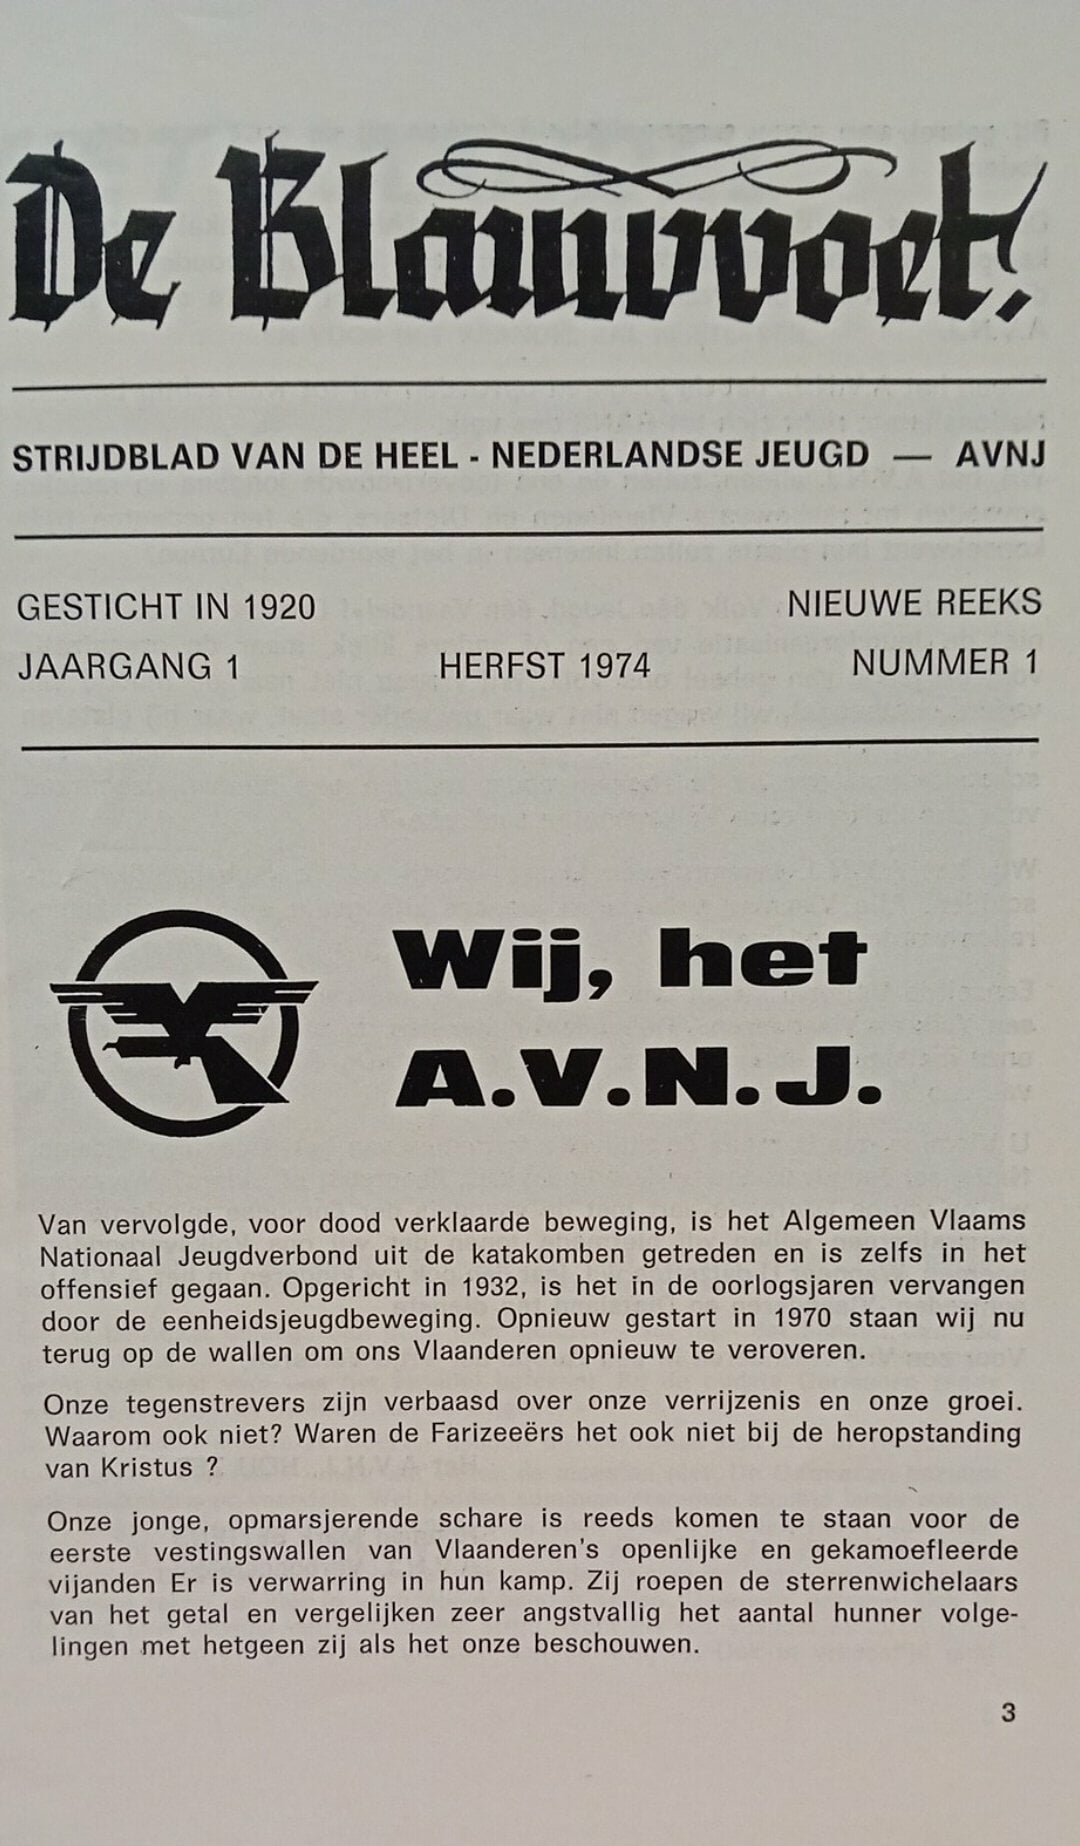 De Blauwvoet!
STRIJDBLAD VAN DE HEEL - NEDERLANDSE JEUGD — AVNJ
GESTICHT IN 1920 NIEUWE REEKS
JAARGANG 1 HERFST 1974 NUMMER 1
Wij, het
A.V.N.J.
Van vervolgde, voor dood verklaarde beweging, is het Algemeen Vlaams
Nationaal Jeugdverbond uit de katakomben getreden en is zelfs in het
offensief gegaan. Opgericht in 1932, is het in de oorlogsjaren vervangen
door de eenheidsjeugdbeweging. Opnieuw gestart in 1970 staan wij nu
terug op de wallen om ons Vlaanderen opnieuw te veroveren.
Onze tegenstrevers zijn verbaasd over onze verrijzenis en onze groei.
Waarom ook niet? Waren de Farizeeërs het ook niet bij de heropstanding
van Kristus ?
Onze jonge, opmarsjerende schare is reeds komen te staan voor de
eerste vestingswallen van Vlaanderen's openlijke en gekamoefleerde
vijanden Er is verwarring in hun kamp. Zij roepen de sterrenwichelaars
van het getal en vergelijken zeer angstvallig het aantal hunner volge-
lingen met hetgeen zij als het onze beschouwen.
3